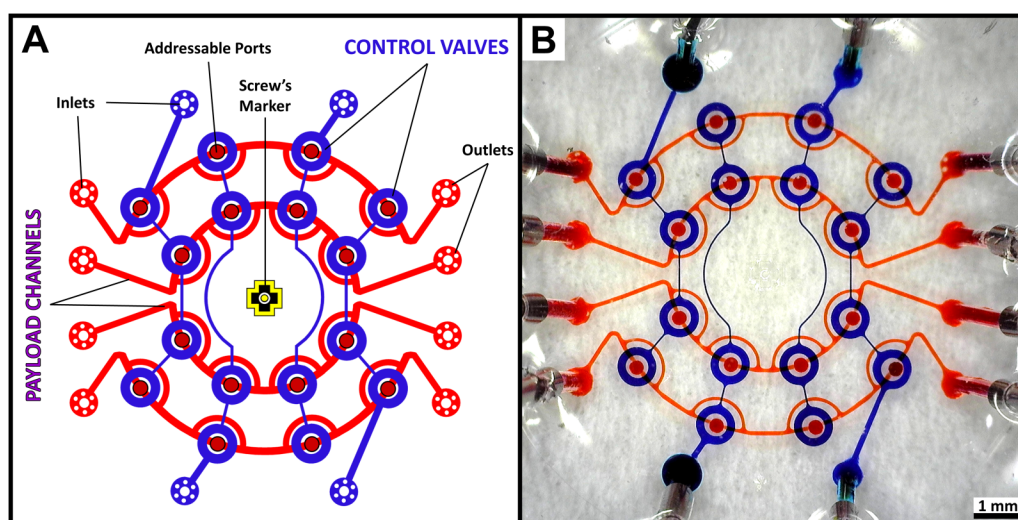 A
Addressable Ports
CONTROL VALVES
Screw's
Marker
Inlets
Outlets
PAYLOAD CHANNELS
B
1 mm